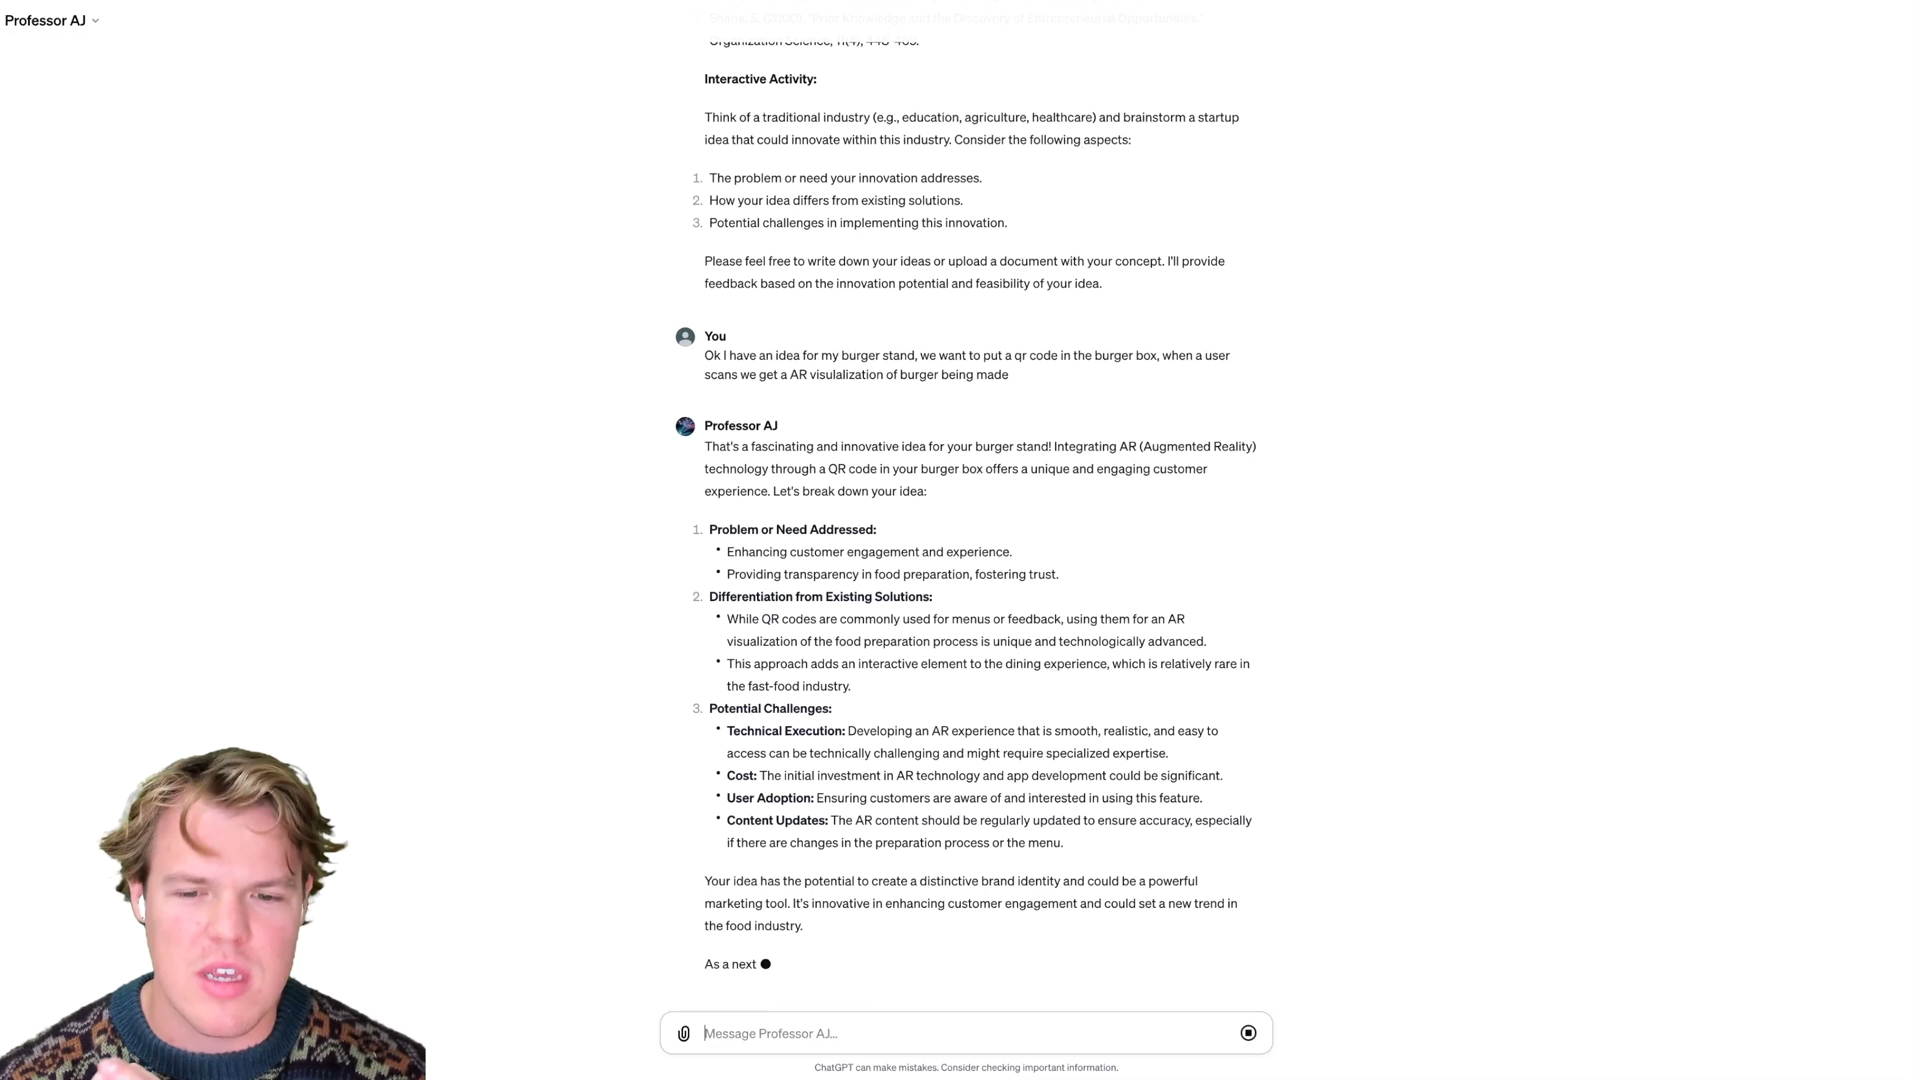 Professor AJ
Shane, S. (2000). "Prior Knowledge and the Discovery of Entrepreneurial Opportunities."
Organization Science, 11(4), 448-469.
Interactive Activity:
Think of a traditional industry (e.g., education, agriculture, healthcare) and brainstorm a startup
idea that could innovate within this industry. Consider the following aspects:
1. The problem or need your innovation addresses.
2. How your idea differs from existing solutions.
3. Potential challenges in implementing this innovation.
Please feel free to write down your ideas or upload a document with your concept. I'll provide
feedback based on the innovation potential and feasibility of your idea.
You
Ok I have an idea for my burger stand, we want to put a qr code in the burger box, when a user
scans we get a AR visulalization of burger being made
Professor AJ
That's a fascinating and innovative idea for your burger stand! Integrating AR (Augmented Reality)
technology through a QR code in your burger box offers a unique and engaging customer
experience. Let's break down your idea:
1. Problem or Need Addressed:
• Enhancing customer engagement and experience.
• Providing transparency in food preparation, fostering trust.
2. Differentiation from Existing Solutions:
• While QR codes are commonly used for menus or feedback, using them for an AR
visualization of the food preparation process is unique and technologically advanced.
• This approach adds an interactive element to the dining experience, which is relatively rare in
the fast-food industry.
3. Potential Challenges:
• Technical Execution: Developing an AR experience that is smooth, realistic, and easy to
access can be technically challenging and might require specialized expertise.
• Cost: The initial investment in AR technology and app development could be significant.
• User Adoption: Ensuring customers are aware of and interested in using this feature.
• Content Updates: The AR content should be regularly updated to ensure accuracy, especially
if there are changes in the preparation process or the menu.
Your idea has the potential to create a distinctive brand identity and could be a powerful
marketing tool. It's innovative in enhancing customer engagement and could set a new trend in
the food industry.
As a next
Message Professor AJ...
ChatGPT can make mistakes. Consider checking important information.